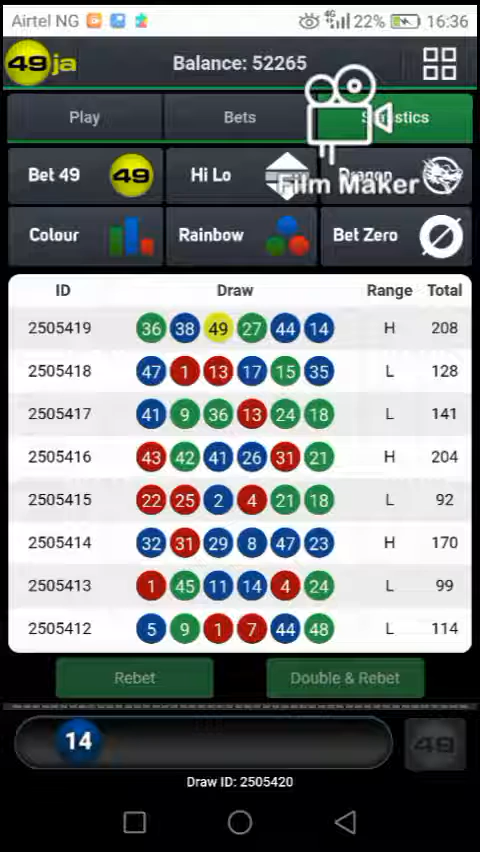 Airtel NG 4G 22% 16:36
49ja Balance: 52265
Play Bets Statistics
Bet 49 49 Hi Lo Dragon
Film Maker
Colour Rainbow Bet Zero
ID Draw Range Total
2505419 36 38 49 27 44 14 H 208
2505418 47 1 13 17 15 35 L 128
2505417 41 9 36 13 24 18 L 141
2505416 43 42 41 26 31 21 H 204
2505415 22 25 2 4 21 18 L 92
2505414 32 31 29 8 47 23 H 170
2505413 1 45 11 14 4 24 L 99
2505412 5 9 1 7 44 48 L 114
Rebet Double & Rebet
14 49
Draw ID: 2505420